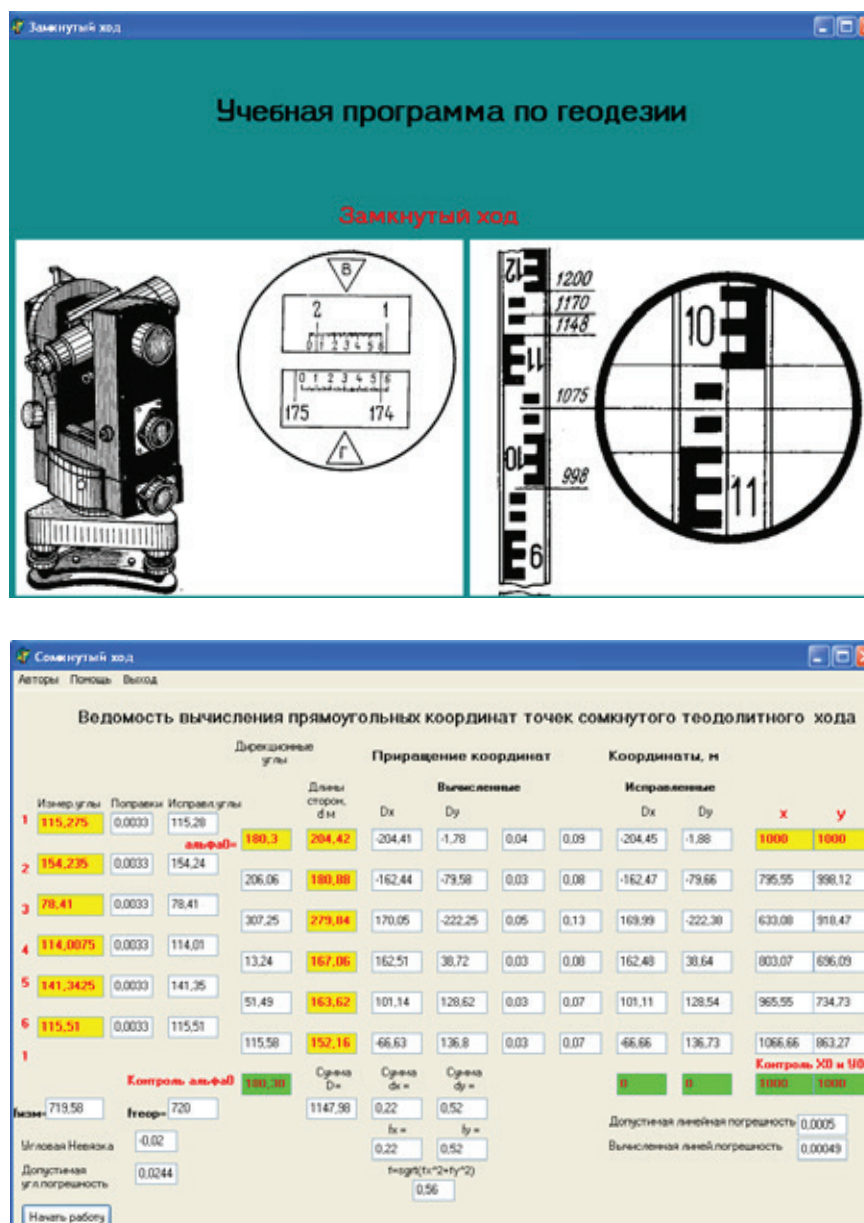 Замкнутый ход
Учебная программа по геодезии
Замкнутый ход
В
2 1
0 1 2 3 4 5 6
0 1 2 3 4 5 6
175 174
Г
12
11
10
9
1200
1170
1148
1075
998
10
11
Сомкнутый ход
Авторы Помощь Выход
Ведомость вычисления прямоугольных координат точек сомкнутого теодолитного хода
Дирекционные углы Приращение координат Координаты, м
Измер.углы Поправки Исправл.углы Длины сторон, d м Вычисленные Исправленные
Dx Dy Dx Dy x y
1 115,275 0,0033 115,28
альфа0= 180,3 204,42 -204,41 -1,78 0,04 0,09 -204,45 -1,88 1000 1000
2 154,235 0,0033 154,24
206,06 180,88 -162,44 -79,58 0,03 0,08 -162,47 -79,66 795,55 998,12
3 78,41 0,0033 78,41
307,25 279,84 170,05 -222,25 0,05 0,13 169,99 -222,38 633,08 918,47
4 114,0075 0,0033 114,01
13,24 167,06 162,51 38,72 0,03 0,08 162,48 38,64 803,07 696,09
5 141,3425 0,0033 141,35
51,49 163,62 101,14 128,62 0,03 0,07 101,11 128,54 965,55 734,73
6 115,51 0,0033 115,51
115,58 152,16 -66,63 136,8 0,03 0,07 -66,66 136,73 1066,66 863,27
1
Контроль альфа0 180,30 Сумма D= Сумма dx = Сумма dy = 0 0 Контроль X0 и Y0 1000 1000
fизм= 719,58 fтеор= 720 1147,98 0,22 0,52
Допустимая линейная погрешность 0,0005
fx = fy =
Угловая Невязка -0,02 0,22 0,52 Вычисленная линей.погрешность 0,00049
Допустимая угл.погрешность 0,0244 f=sqrt(fx^2+fy^2)
0,56
Начать работу